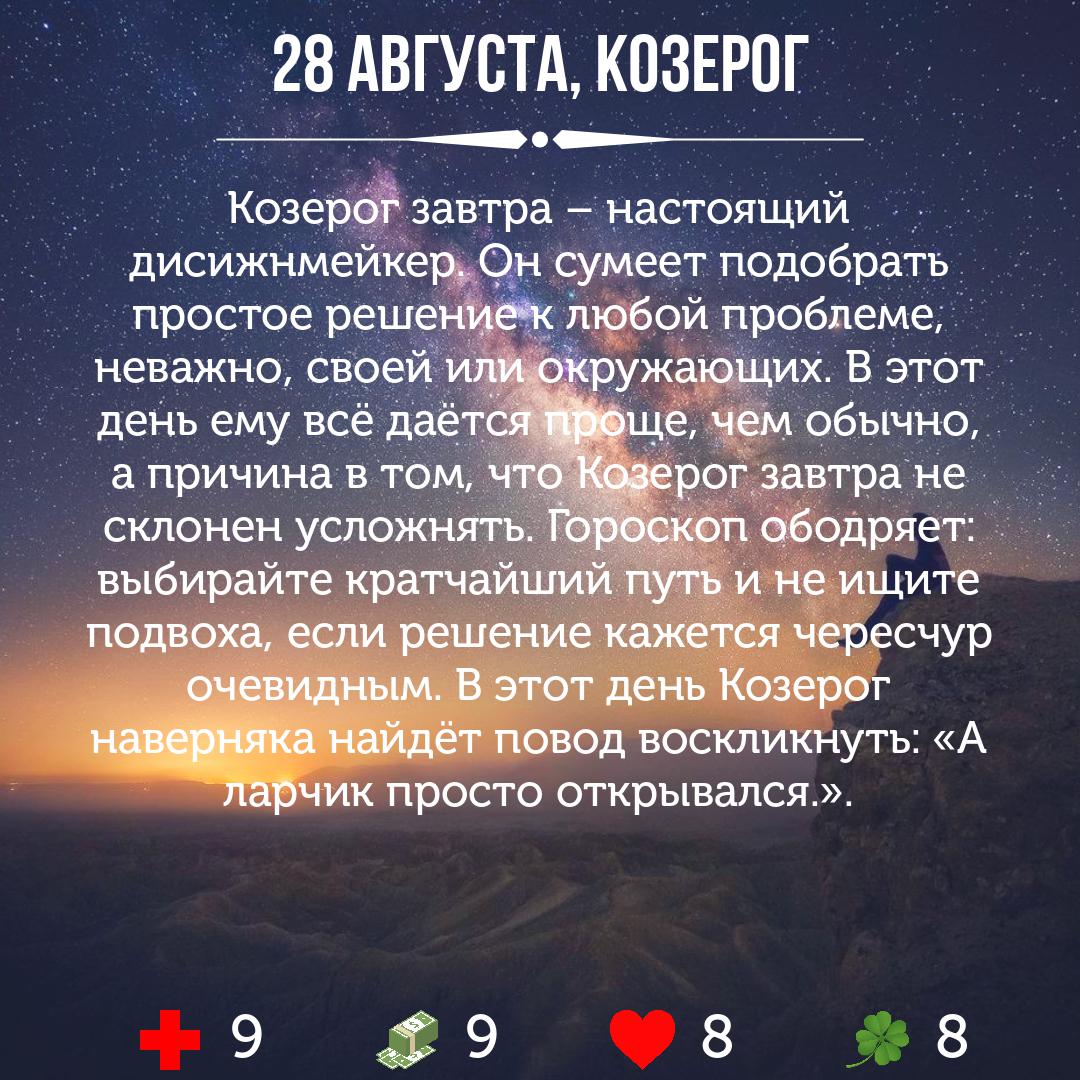 28 АВГУСТА, КОЗЕРОГ
Козерог завтра – настоящий
дисижнмейкер. Он сумеет подобрать
простое решение к любой проблеме,
неважно, своей или окружающих. В этот
день ему всё даётся проще, чем обычно,
а причина в том, что Козерог завтра не
склонен усложнять. Гороскоп ободряет:
выбирайте кратчайший путь и не ищите
подвоха, если решение кажется чересчур
очевидным. В этот день Козерог
наверняка найдёт повод воскликнуть: «А
ларчик просто открывался.».
9 9 8 8